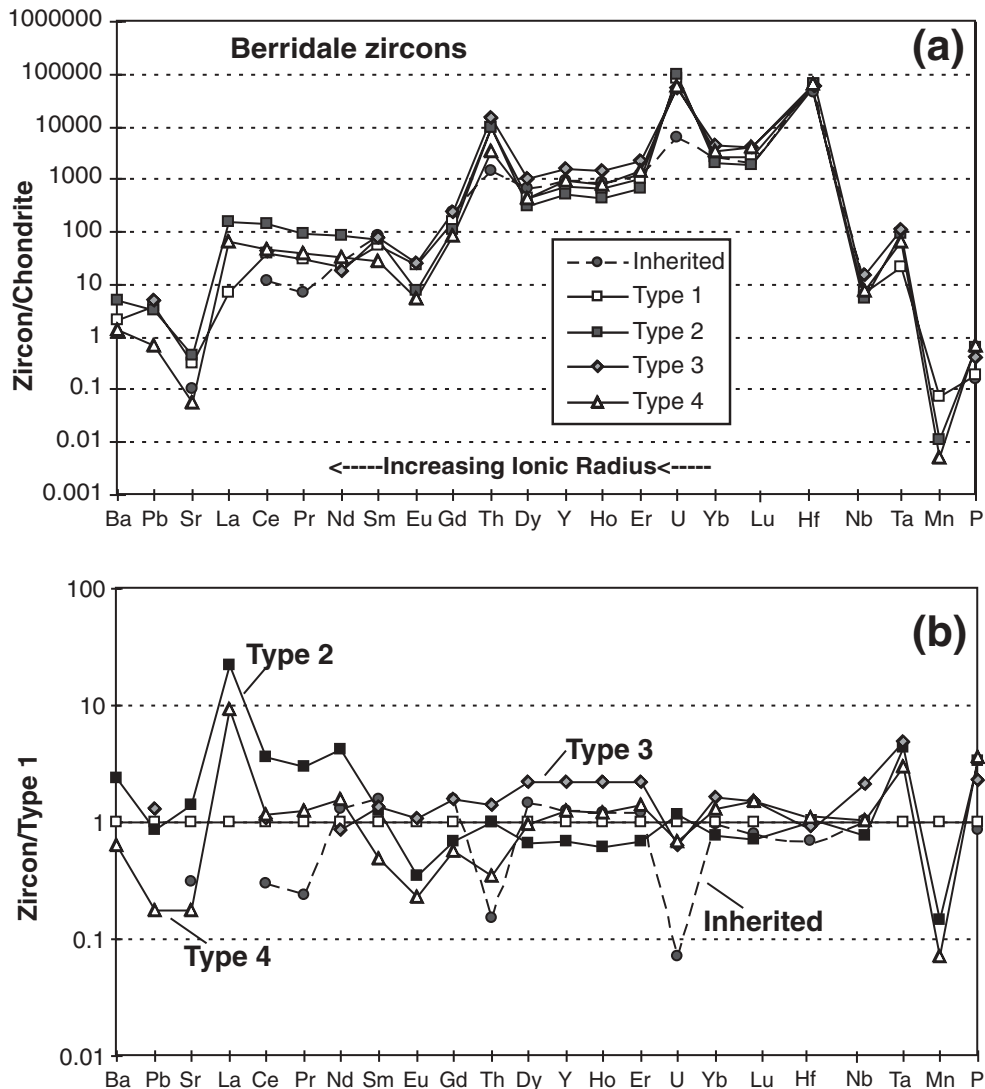 1000000
100000
10000
1000
100
10
1
0.1
0.01
0.001
Zircon/Chondrite
Berridale zircons
(a)
Inherited
Type 1
Type 2
Type 3
Type 4
<-----Increasing Ionic Radius<-----
Ba Pb Sr La Ce Pr Nd Sm Eu Gd Th Dy Y Ho Er U Yb Lu Hf Nb Ta Mn P
100
10
1
0.1
0.01
Zircon/Type 1
(b)
Type 2
Type 3
Type 4
Inherited
Ba Pb Sr La Ce Pr Nd Sm Eu Gd Th Dy Y Ho Er U Yb Lu Hf Nb Ta Mn P